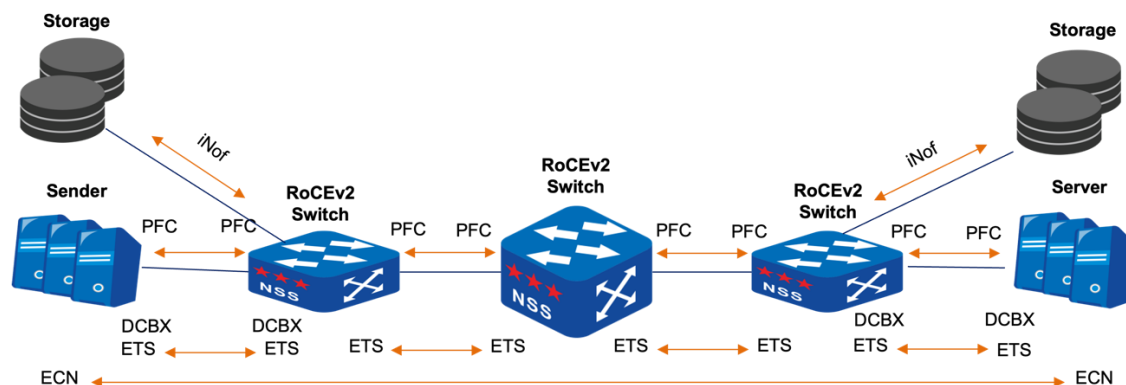 Storage
Storage
iNof
iNof
RoCEv2
Switch
Sender
RoCEv2
Switch
RoCEv2
Switch
Server
PFC PFC PFC PFC PFC PFC PFC PFC
NSS
NSS
NSS
DCBX DCBX DCBX DCBX
ETS ETS ETS ETS ETS ETS ETS ETS
ECN ECN